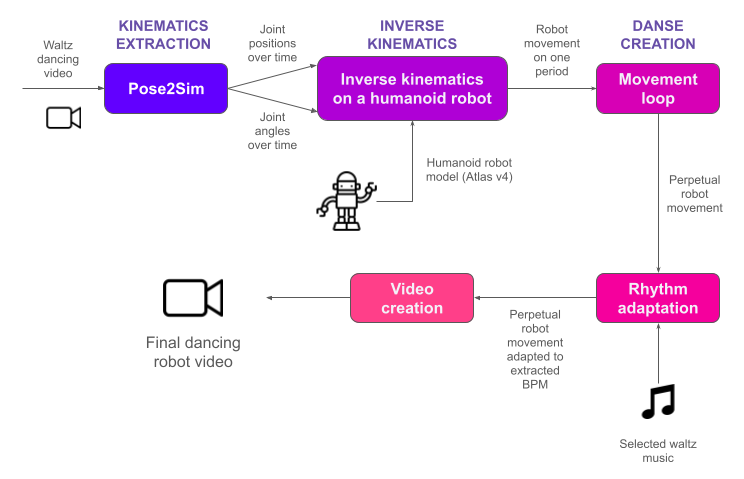 KINEMATICS
EXTRACTION
INVERSE
KINEMATICS
DANSE
CREATION
Waltz
dancing
video
Pose2Sim
Joint
positions
over time
Joint
angles
over time
Inverse kinematics
on a humanoid robot
Robot
movement
on one
period
Movement
loop
Humanoid robot
model (Atlas v4)
Perpetual
robot
movement
Rhythm
adaptation
Selected waltz
music
Perpetual
robot
movement
adapted to
extracted
BPM
Video
creation
Final dancing
robot video